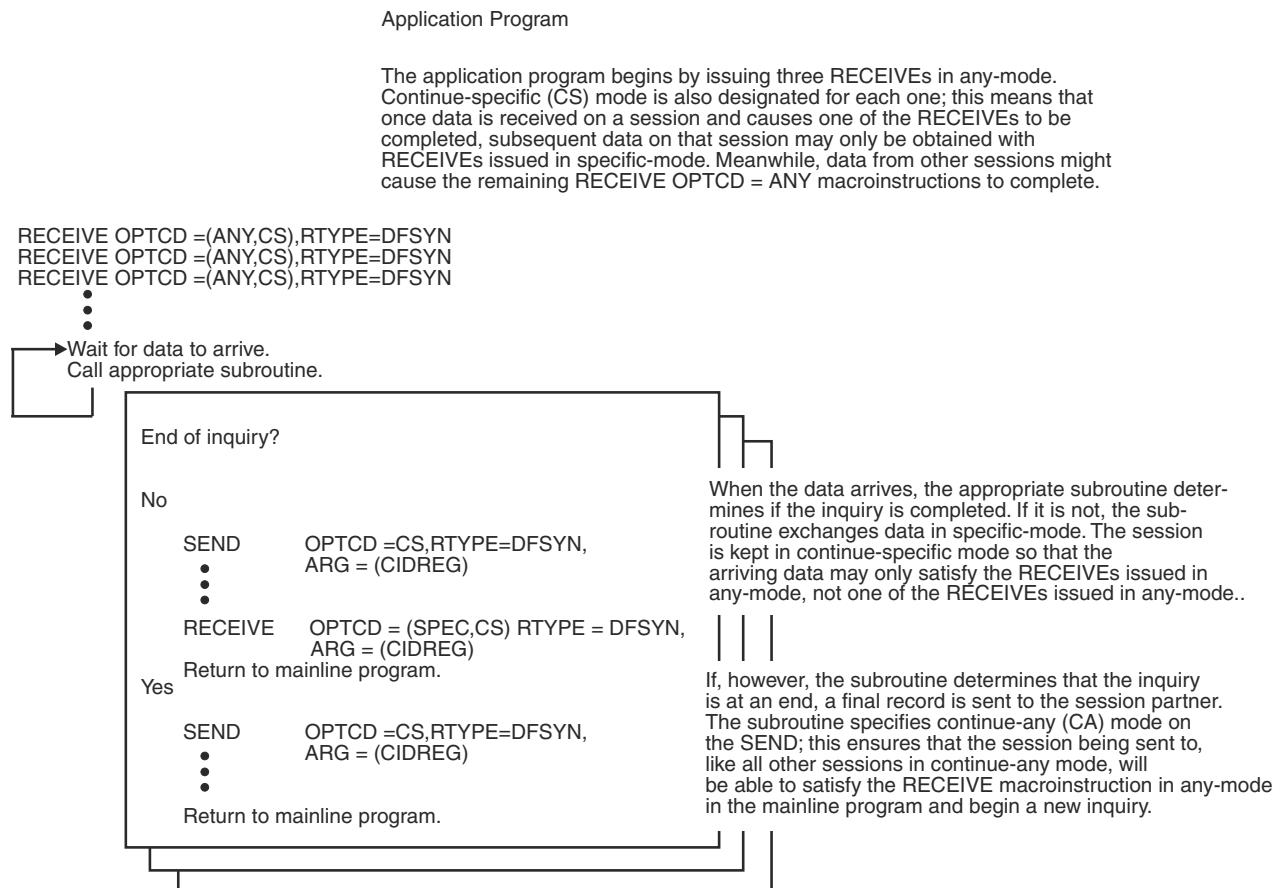 Application Program
The application program begins by issuing three RECEIVEs in any-mode.
Continue-specific (CS) mode is also designated for each one; this means that
once data is received on a session and causes one of the RECEIVEs to be
completed, subsequent data on that session may only be obtained with
RECEIVEs issued in specific-mode. Meanwhile, data from other sessions might
cause the remaining RECEIVE OPTCD = ANY macroinstructions to complete.
RECEIVE OPTCD =(ANY,CS),RTYPE=DFSYN
RECEIVE OPTCD =(ANY,CS),RTYPE=DFSYN
RECEIVE OPTCD =(ANY,CS),RTYPE=DFSYN
Wait for data to arrive.
Call appropriate subroutine.
End of inquiry?
No
SEND OPTCD =CS,RTYPE=DFSYN,
ARG = (CIDREG)
RECEIVE OPTCD = (SPEC,CS) RTYPE = DFSYN,
ARG = (CIDREG)
Return to mainline program.
Yes
SEND OPTCD =CS,RTYPE=DFSYN,
ARG = (CIDREG)
Return to mainline program.
When the data arrives, the appropriate subroutine deter-
mines if the inquiry is completed. If it is not, the sub-
routine exchanges data in specific-mode. The session
is kept in continue-specific mode so that the
arriving data may only satisfy the RECEIVEs issued in
any-mode, not one of the RECEIVEs issued in any-mode..
If, however, the subroutine determines that the inquiry
is at an end, a final record is sent to the session partner.
The subroutine specifies continue-any (CA) mode on
the SEND; this ensures that the session being sent to,
like all other sessions in continue-any mode, will
be able to satisfy the RECEIVE macroinstruction in any-mode
in the mainline program and begin a new inquiry.